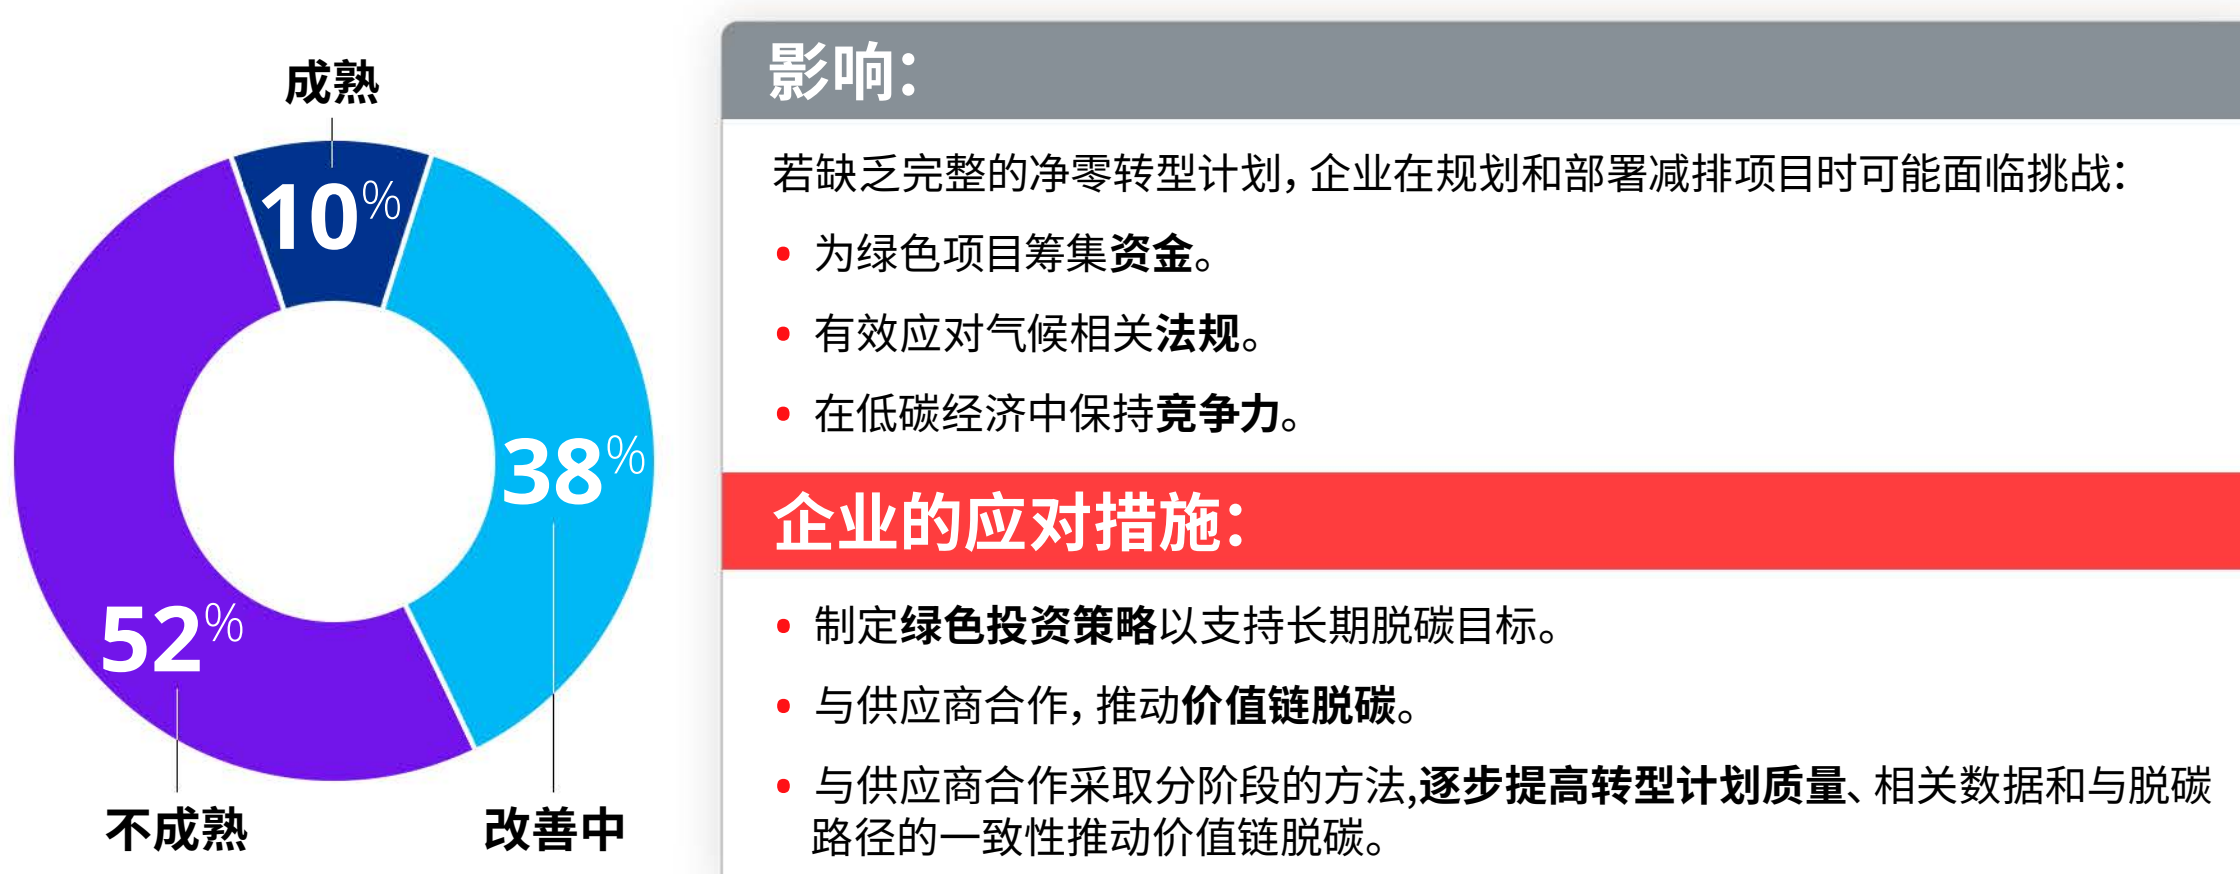 成熟
10%
38%
52%
不成熟
改善中
影响：
若缺乏完整的净零转型计划，企业在规划和部署减排项目时可能面临挑战：
• 为绿色项目筹集资金。
• 有效应对气候相关法规。
• 在低碳经济中保持竞争力。
企业的应对措施：
• 制定绿色投资策略以支持长期脱碳目标。
• 与供应商合作，推动价值链脱碳。
• 与供应商合作采取分阶段的方法,逐步提高转型计划质量、相关数据和与脱碳
路径的一致性推动价值链脱碳。